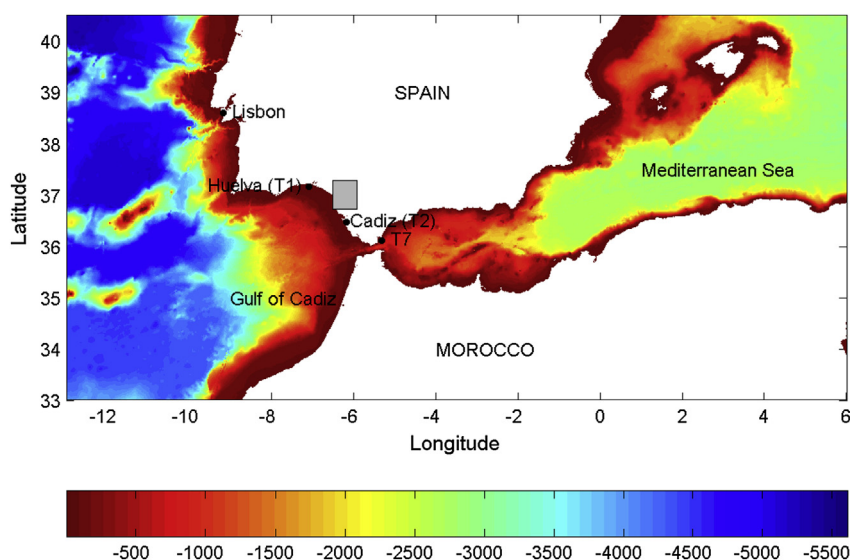 40
39
38
37
36
35
34
33
Latitude
SPAIN
Lisbon
Mediterranean Sea
Huelva (T1)
Cadiz (T2)
T7
Gulf of Cadiz
MOROCCO
-12 -10 -8 -6 -4 -2 0 2 4 6
Longitude
-500 -1000 -1500 -2000 -2500 -3000 -3500 -4000 -4500 -5000 -5500